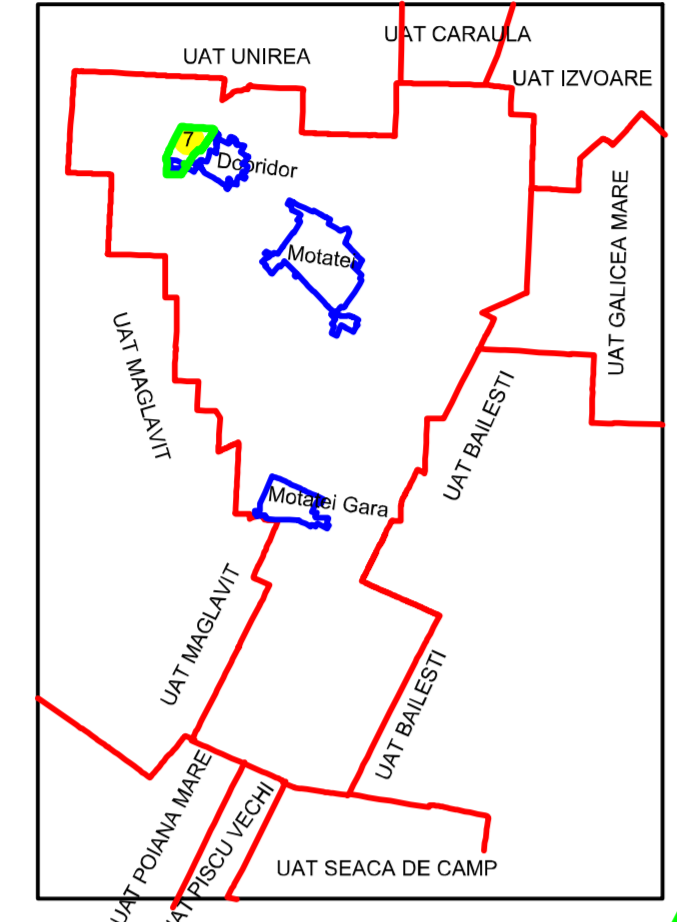 UAT CARAULA
UAT UNIREA
UAT IZVOARE
7
Dobridor
UAT GALICEA MARE
Motatei
UAT MAGLAVIT
UAT BAILESTI
Motatei Gara
UAT MAGLAVIT
UAT BAILESTI
UAT POIANA MARE
UAT PISCU VECHI
UAT SEACA DE CAMP